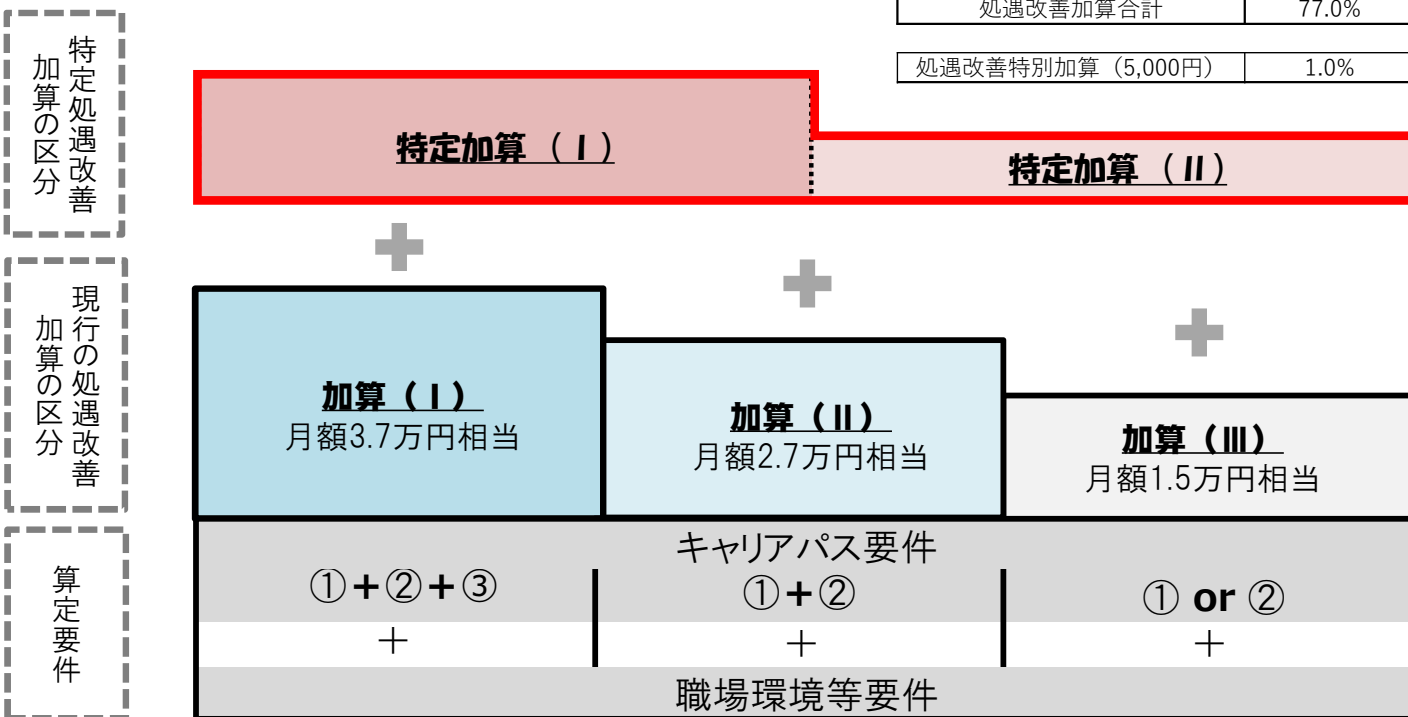 処遇改善加算合計 77.0%
処遇改善特別加算（5,000円） 1.0%
特定処遇改善
加算の区分
特定加算（Ⅰ）
特定加算（Ⅱ）
現行の処遇改善
加算の区分
加算（Ⅰ）
月額3.7万円相当
加算（Ⅱ）
月額2.7万円相当
加算（Ⅲ）
月額1.5万円相当
算定要件
キャリアパス要件
①+②+③
①+②
① or ②
＋ ＋ ＋
職場環境等要件